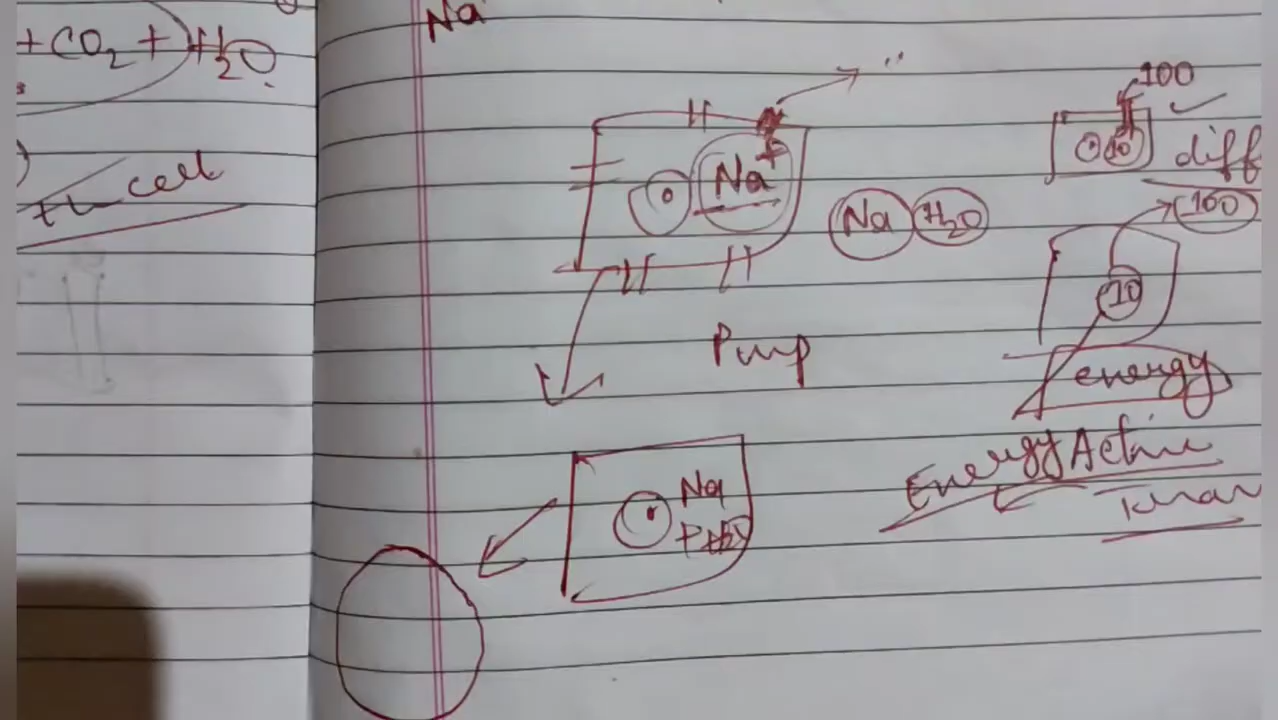 + CO2 + H2O
cell
Na
100
Na+
diff
Na H2O
100
10
Pump
energy
Energy Active
Na